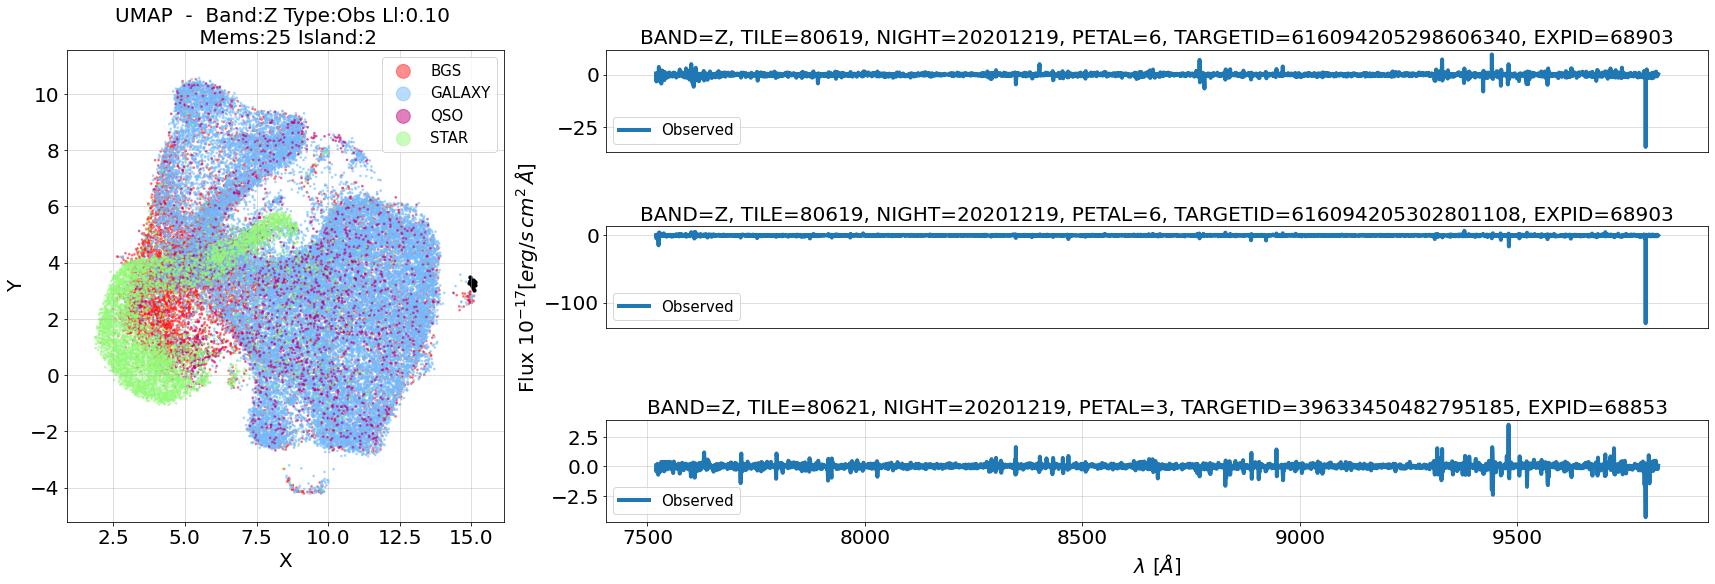 UMAP - Band:Z Type:Obs Ll:0.10
Mems:25 Island:2
BGS
GALAXY
QSO
STAR
10
8
6
4
2
0
−2
−4
Y
2.5 5.0 7.5 10.0 12.5 15.0
X
Flux 10⁻¹⁷[erg/s cm² Å]
BAND=Z, TILE=80619, NIGHT=20201219, PETAL=6, TARGETID=616094205298606340, EXPID=68903
0
−25
Observed
BAND=Z, TILE=80619, NIGHT=20201219, PETAL=6, TARGETID=616094205302801108, EXPID=68903
0
−100
Observed
BAND=Z, TILE=80621, NIGHT=20201219, PETAL=3, TARGETID=39633450482795185, EXPID=68853
2.5
0.0
−2.5
Observed
7500 8000 8500 9000 9500
λ [Å]